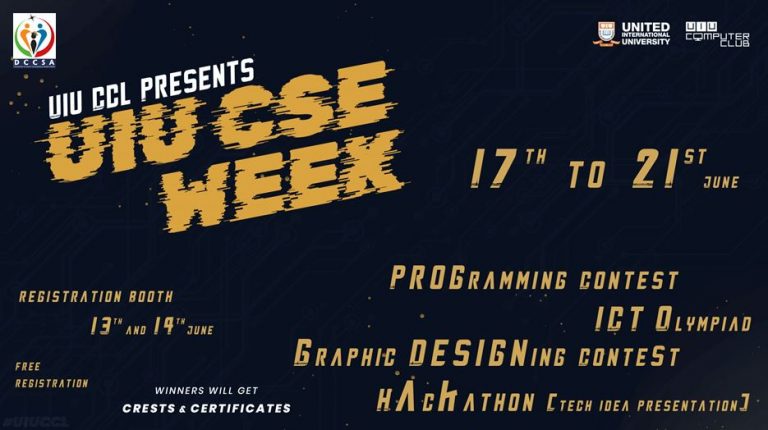 DCCSA
UNITED
INTERNATIONAL
UNIVERSITY
UIU
COMPUTER
CLUB
UIU CCL PRESENTS
UIU CSE
WEEK
17TH TO 21ST JUNE
PROGRAMMING CONTEST
ICT OLYMPIAD
GRAPHIC DESIGNING CONTEST
HACHATHON [TECH IDEA PRESENTATION]
REGISTRATION BOOTH
13TH AND 14TH JUNE
FREE
REGISTRATION
WINNERS WILL GET
CRESTS & CERTIFICATES
#UIUCCL